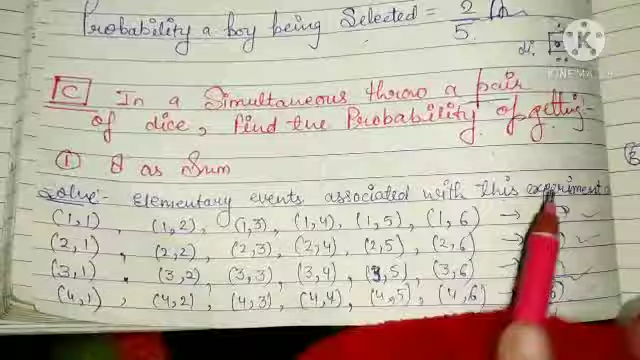 Probability a boy being Selected = 2/5 Ans
di.
KINEMA
[C] In a Simultaneous throw a pair
of dice, find the Probability of getting-
① 8 as Sum
Solve- Elementary events associated with this experiment
(1,1) , (1,2), (1,3) , (1,4) , (1,5) , (1,6) →
(2,1) , (2,2) , (2,3) , (2,4) , (2,5) , (2,6) →
(3,1) . (3,2) , (3,3) , (3,4) , (3,5) , (3,6) →
(4,1) , (4,2) , (4,3) , (4,4) , (4,5) , (4,6) → 6)